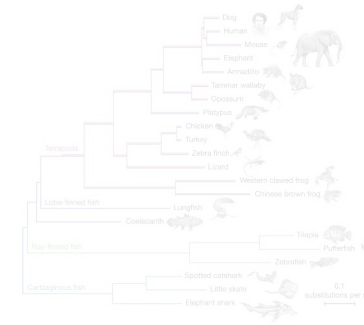 Dog
Human
Mouse
Elephant
Armadillo
Tammar wallaby
Opossum
Platypus
Chicken
Turkey
Zebra finch
Lizard
Tetrapods
Western clawed frog
Chinese brown frog
Lobe-finned fish
Lungfish
Coelacanth
Tilapia
Pufferfish
Ray-finned fish
Zebrafish
Spotted catshark
Cartilaginous fish
Little skate
Elephant shark
0.1
substitutions per